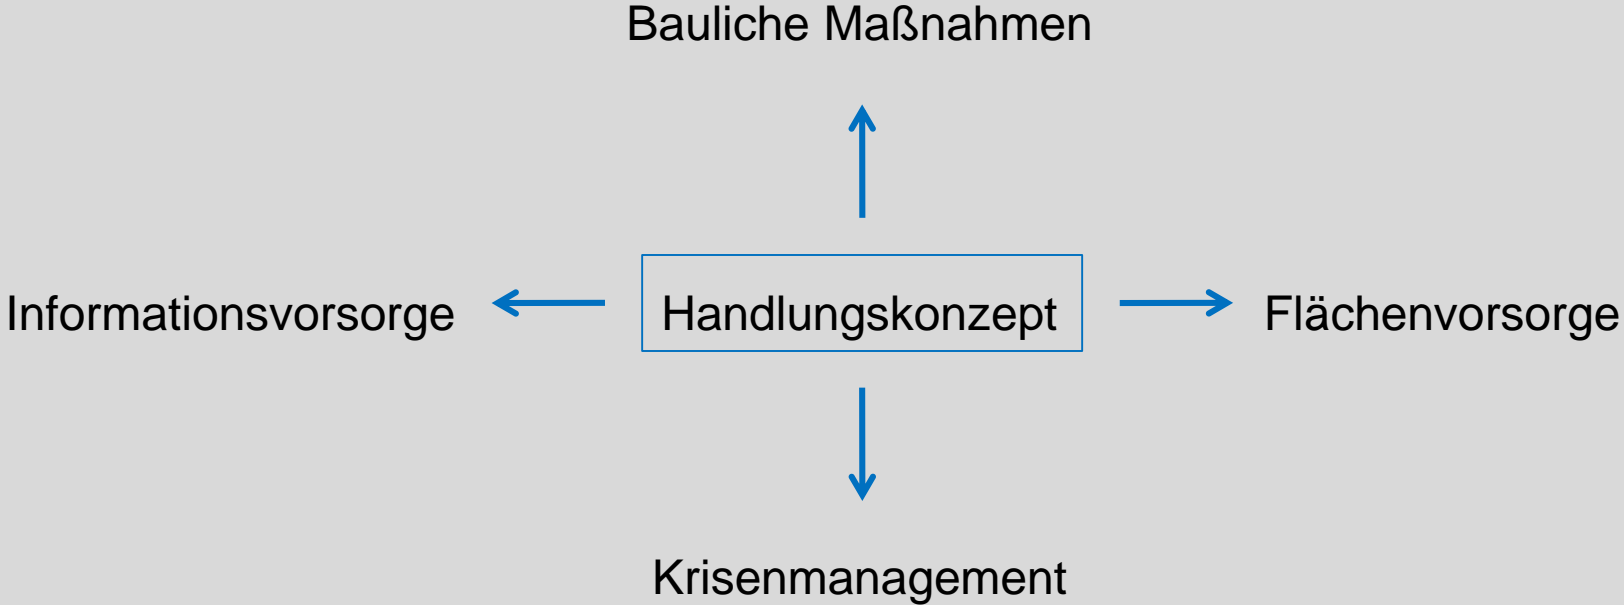 Bauliche Maßnahmen
Informationsvorsorge
Handlungskonzept
Flächenvorsorge
Krisenmanagement